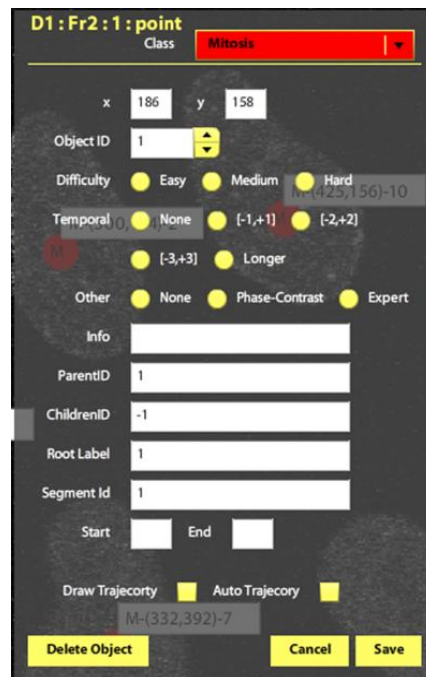 D1:Fr2:1:point
Class Mitosis
x 186 y 158
Object ID 1
Difficulty Easy Medium Hard
M-(425,156)-10
Temporal None [-1,+1] [-2,+2]
M
[-3,+3] Longer
Other None Phase-Contrast Expert
Info
ParentID 1
ChildrenID -1
Root Label 1
Segment Id 1
Start End
Draw Trajecorty Auto Trajecory
M-(332,392)-7
Delete Object Cancel Save